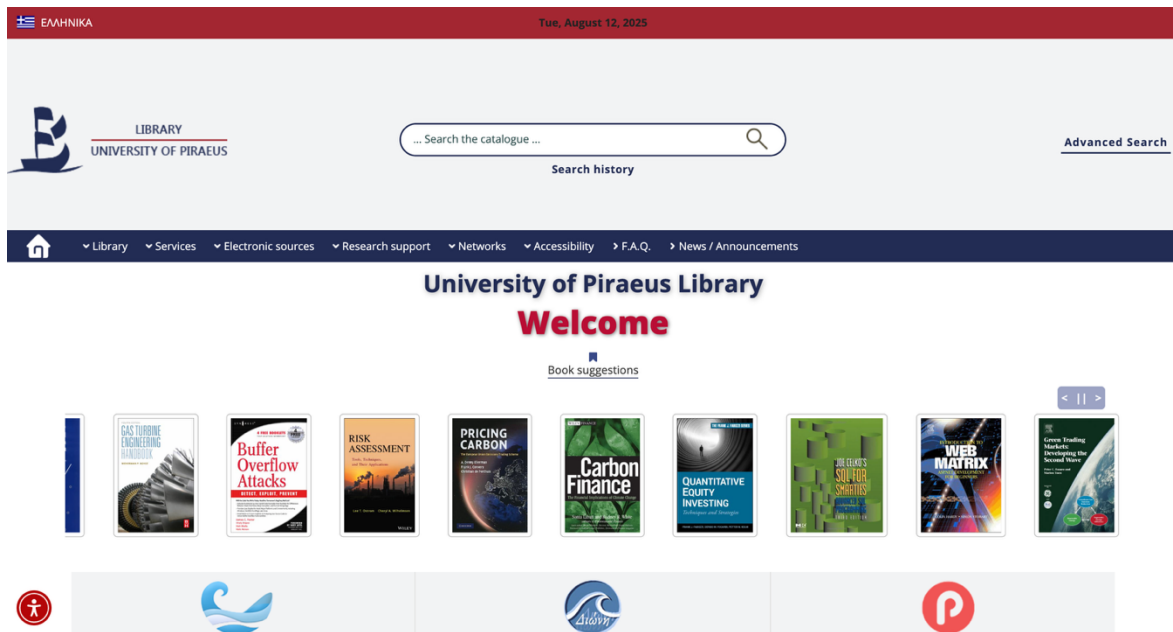 ΕΛΛΗΝΙΚΑ
Tue, August 12, 2025
LIBRARY
UNIVERSITY OF PIRAEUS
... Search the catalogue ...
Search history
Advanced Search
Library Services Electronic sources Research support Networks Accessibility F.A.Q. News / Announcements
University of Piraeus Library
Welcome
Book suggestions
< || >
GAS TURBINE
ENGINEERING
HANDBOOK
Buffer
Overflow
Attacks
DETECT, EXPLOIT, PREVENT
RISK
ASSESSMENT
WILEY
PRICING
CARBON
Carbon
Finance
QUANTITATIVE
EQUITY
INVESTING
Techniques and Strategies
JOE CELKO'S
SQL FOR
SMARTIES
INTRODUCTION TO
WEB
MATRIX
Green Trading
Markets:
Developing the
Second Wave
Διώνη